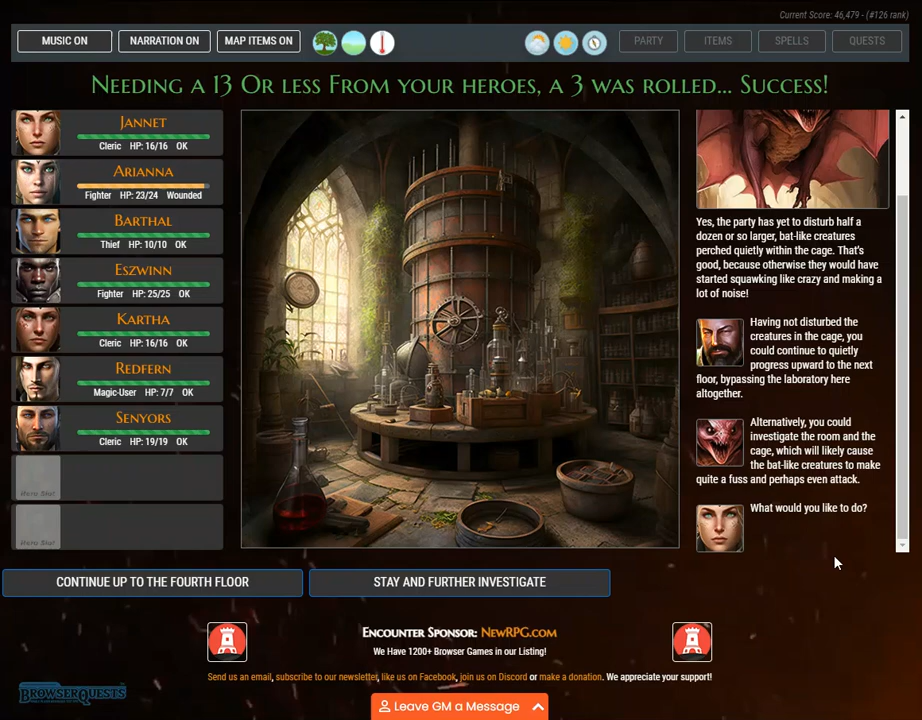 Current Score: 46,479 - (#126 rank)
MUSIC ON
NARRATION ON
MAP ITEMS ON
PARTY
ITEMS
SPELLS
QUESTS
Needing a 13 Or less From your heroes, a 3 was rolled... Success!
Jannet
Cleric HP: 16/16 OK
Arianna
Fighter HP: 23/24 Wounded
Barthal
Thief HP: 10/10 OK
Eszwinn
Fighter HP: 25/25 OK
Kartha
Cleric HP: 16/16 OK
Redfern
Magic-User HP: 7/7 OK
Senyors
Cleric HP: 19/19 OK
Hero Slot
Hero Slot
Yes, the party has yet to disturb half a
dozen or so larger, bat-like creatures
perched quietly within the cage. That's
good, because otherwise they would have
started squawking like crazy and making a
lot of noise!
Having not disturbed the
creatures in the cage, you
could continue to quietly
progress upward to the next
floor, bypassing the laboratory here
altogether.
Alternatively, you could
investigate the room and the
cage, which will likely cause
the bat-like creatures to make
quite a fuss and perhaps even attack.
What would you like to do?
CONTINUE UP TO THE FOURTH FLOOR
STAY AND FURTHER INVESTIGATE
Encounter Sponsor: NewRPG.com
We Have 1200+ Browser Games in our Listing!
Send us an email, subscribe to our newsletter, like us on Facebook, join us on Discord or make a donation. We appreciate your support!
BrowserQuests
Leave GM a Message